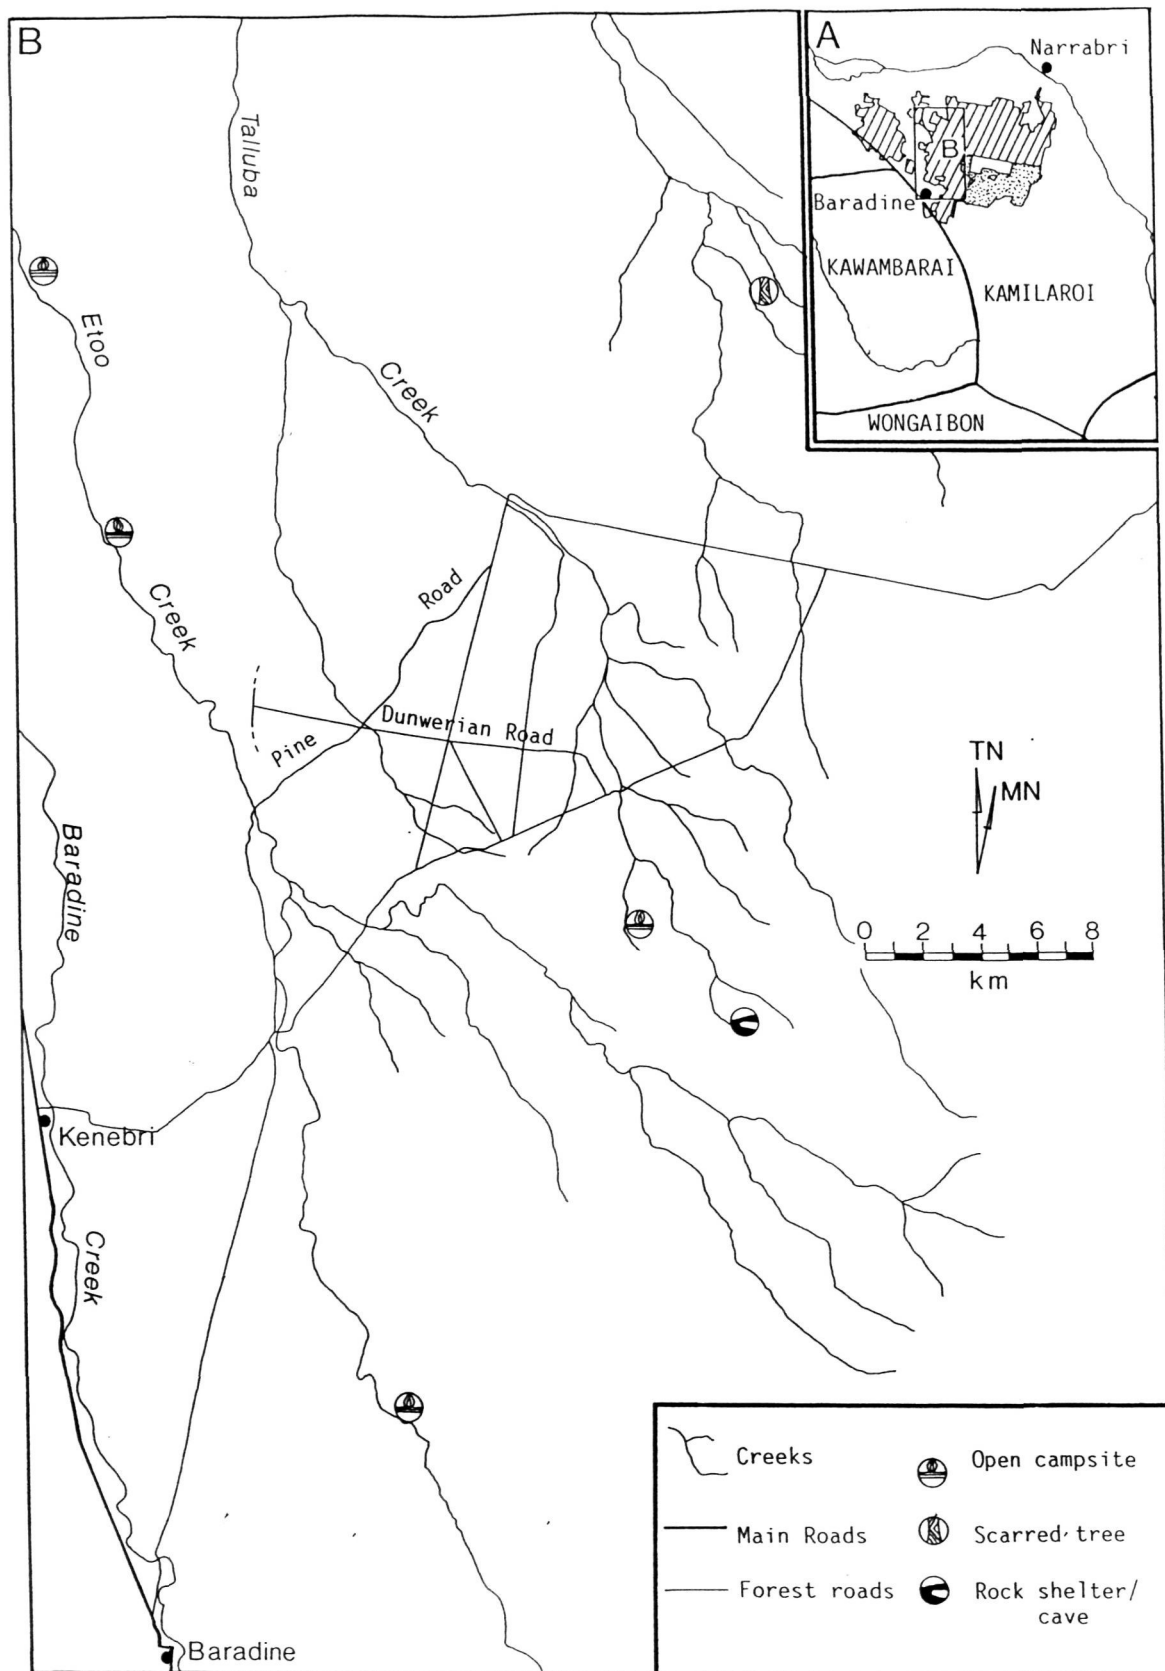 B
A
Narrabri
B
Baradine
KAWAMBARAI
KAMILAROI
WONGAIBON
Talluba
Creek
Etoo
Creek
Road
Dunwerian Road
Pine
TN
MN
0 2 4 6 8
km
Baradine
Creek
Kenebri
Baradine
Creeks
Open campsite
Main Roads
Scarred tree
Forest roads
Rock shelter/
cave